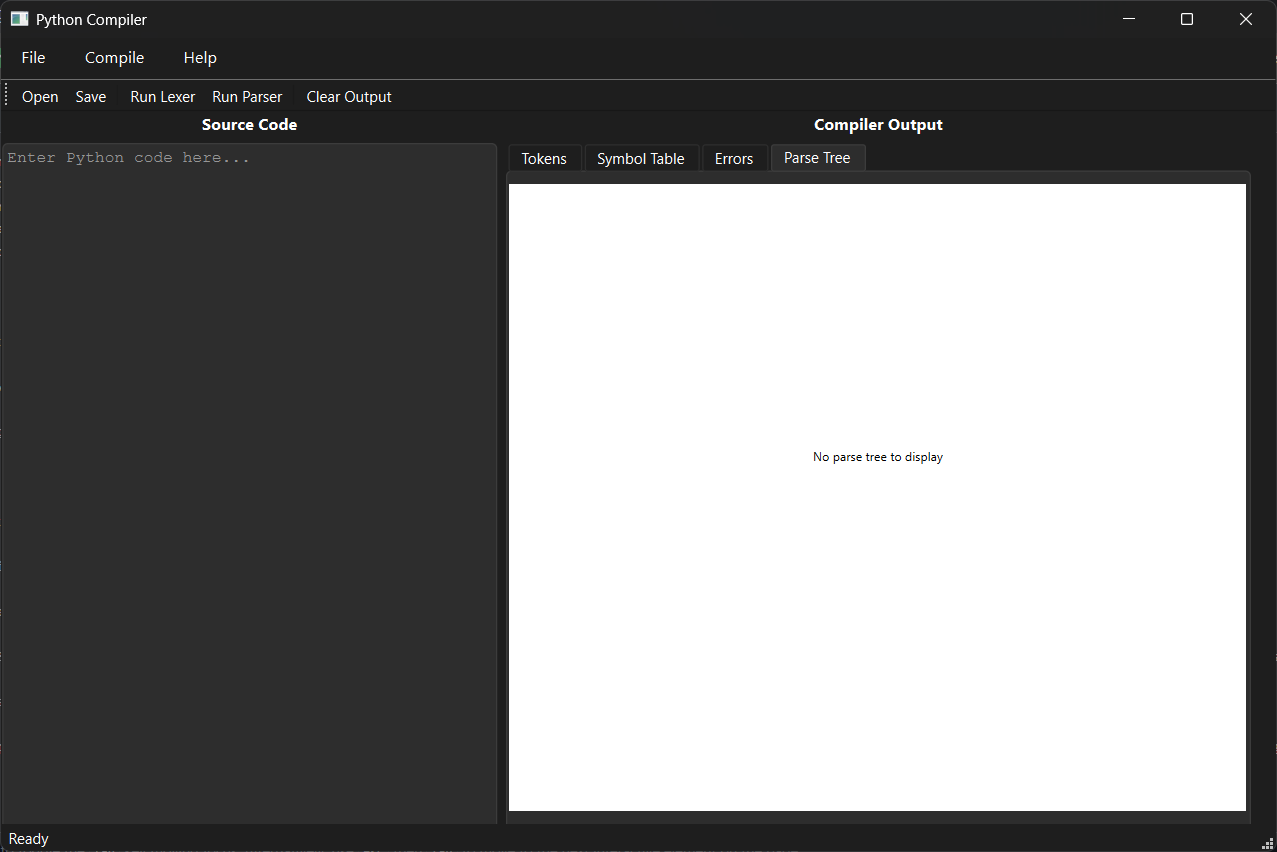 Python Compiler
File Compile Help
Open Save Run Lexer Run Parser Clear Output
Source Code
Compiler Output
Enter Python code here...
Tokens Symbol Table Errors Parse Tree
No parse tree to display
Ready